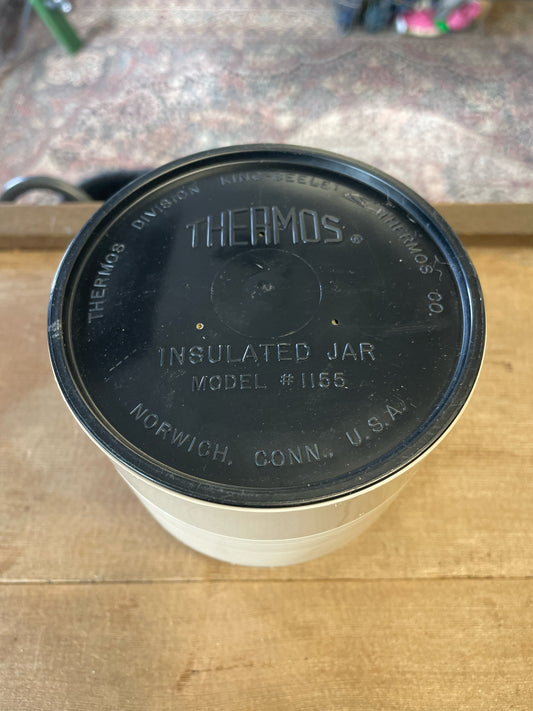 THERMOS DIVISION KING-SEELEY THERMOS CO.
THERMOS®
INSULATED JAR
MODEL #1155
NORWICH, CONN., U.S.A.